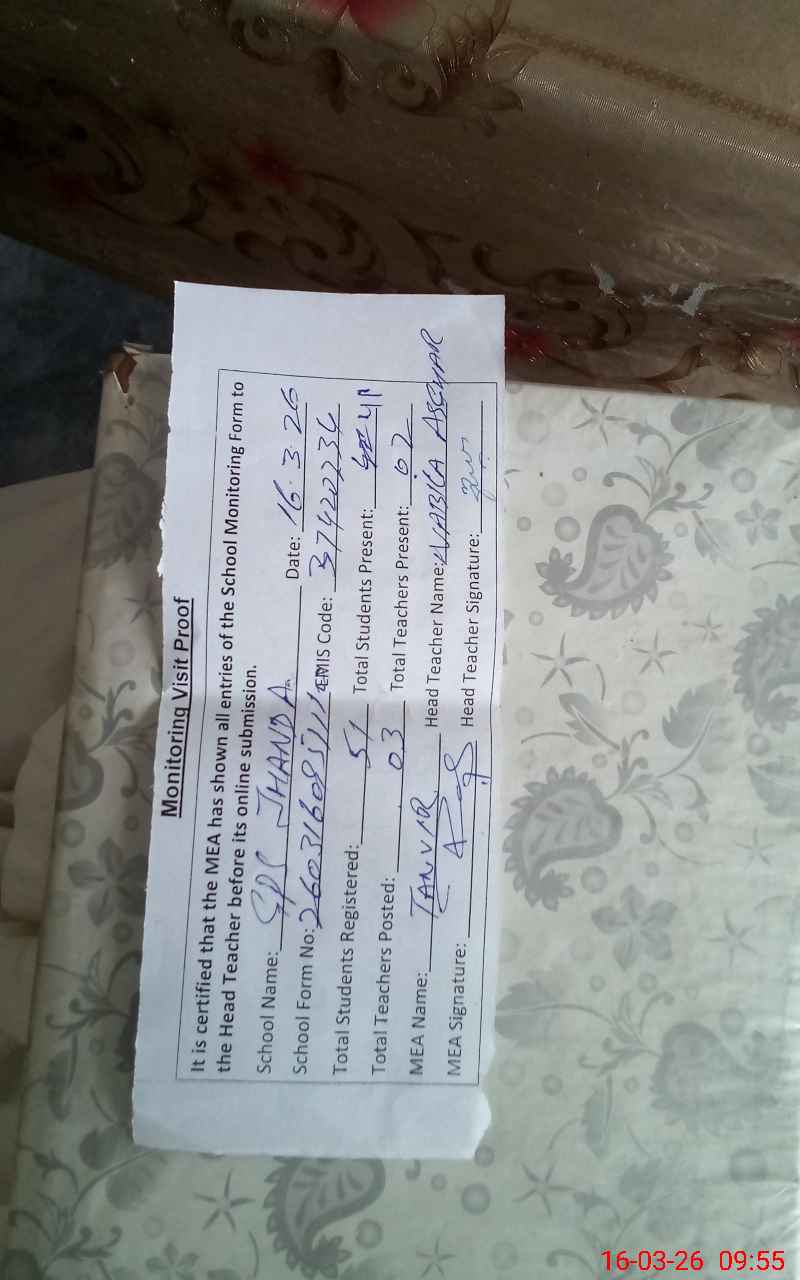 Monitoring Visit Proof
It is certified that the MEA has shown all entries of the School Monitoring Form to
the Head Teacher before its online submission.
School Name: GPS JHANDA Date: 16.3.26
School Form No: EMIS Code: 37420234
Total Students Registered: 51 Total Students Present: 41
Total Teachers Posted: 03 Total Teachers Present: 02
MEA Name: TANVIR Head Teacher Name: ASGHAR
MEA Signature: Head Teacher Signature:
16-03-26 09:55